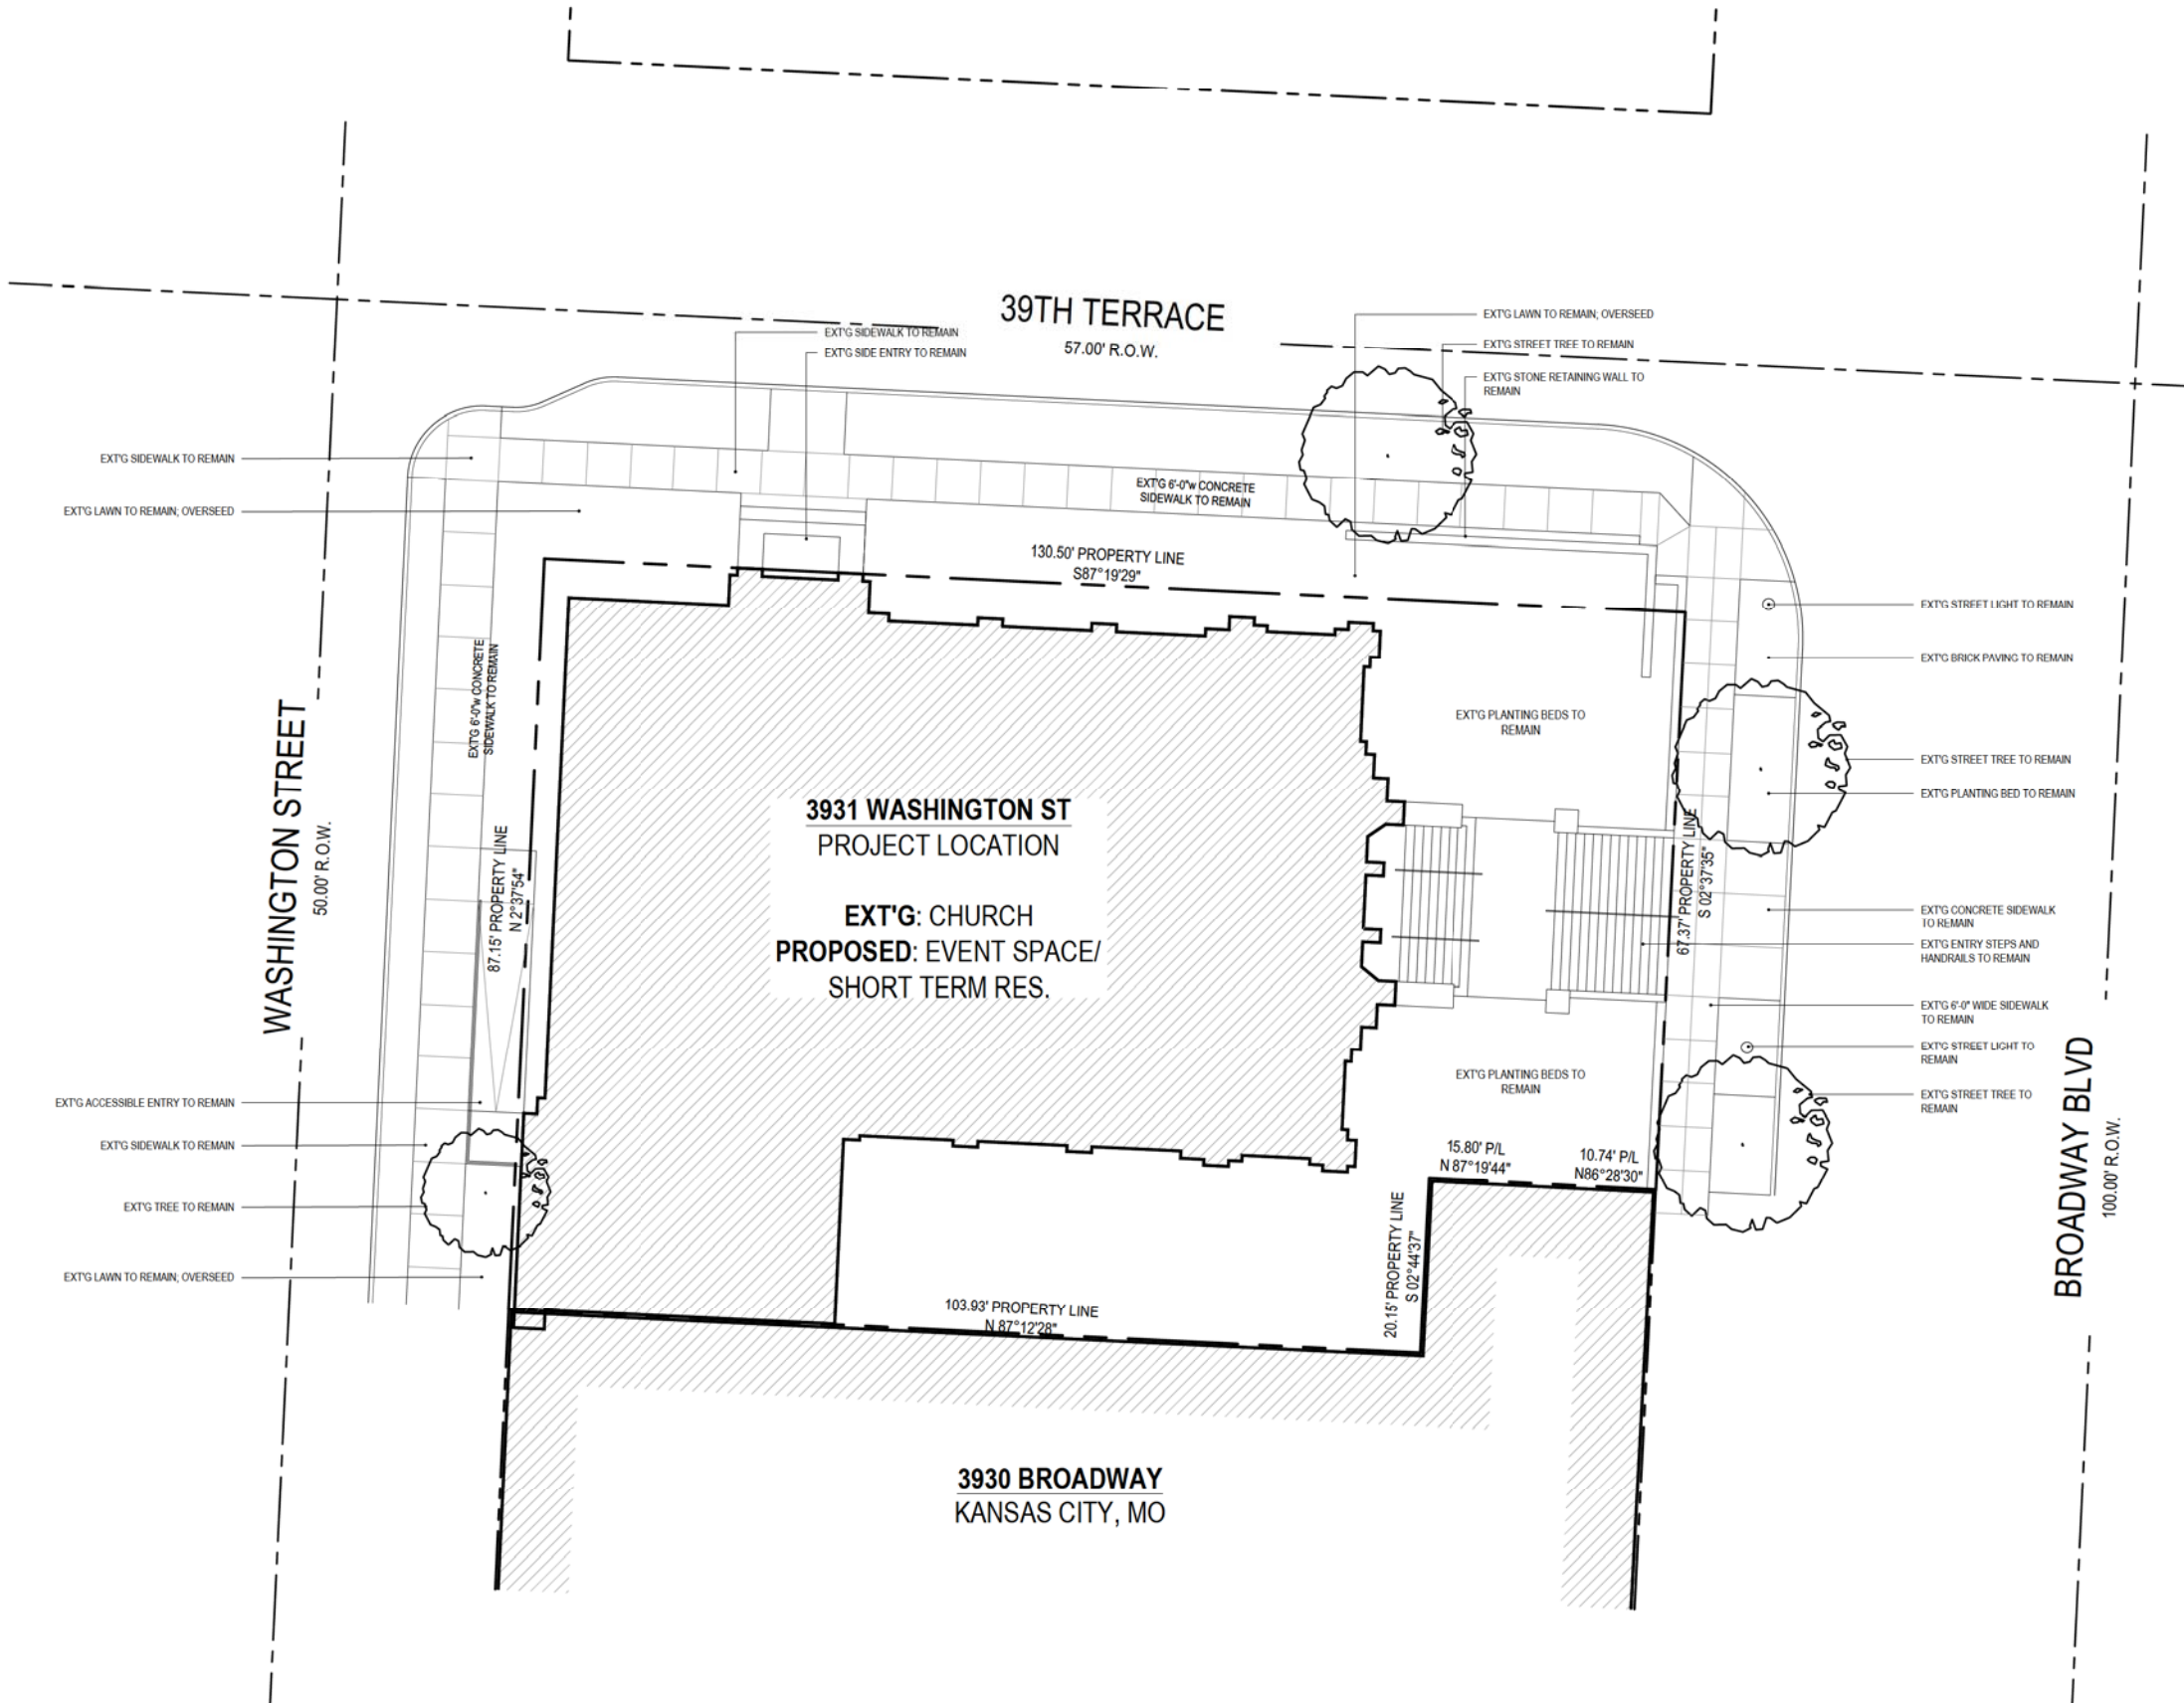 39TH TERRACE
57.00' R.O.W.
EXT'G SIDEWALK TO REMAIN
EXT'G SIDE ENTRY TO REMAIN
EXT'G LAWN TO REMAIN; OVERSEED
EXT'G STREET TREE TO REMAIN
EXT'G STONE RETAINING WALL TO
REMAIN
EXT'G SIDEWALK TO REMAIN
EXT'G LAWN TO REMAIN; OVERSEED
EXT'G 6'-0"w CONCRETE
SIDEWALK TO REMAIN
130.50' PROPERTY LINE
S87°19'29"
EXT'G STREET LIGHT TO REMAIN
EXT'G BRICK PAVING TO REMAIN
EXT'G 6'-0"w CONCRETE
SIDEWALK TO REMAIN
EXT'G PLANTING BEDS TO
REMAIN
EXT'G STREET TREE TO REMAIN
EXT'G PLANTING BED TO REMAIN
WASHINGTON STREET
50.00' R.O.W.
87.15' PROPERTY LINE
N 2°37'54"
3931 WASHINGTON ST
PROJECT LOCATION
EXT'G: CHURCH
PROPOSED: EVENT SPACE/
SHORT TERM RES.
67.37' PROPERTY LINE
S 02°37'35"
EXT'G CONCRETE SIDEWALK
TO REMAIN
EXT'G ENTRY STEPS AND
HANDRAILS TO REMAIN
EXT'G 6'-0" WIDE SIDEWALK
TO REMAIN
EXT'G STREET LIGHT TO
REMAIN
EXT'G STREET TREE TO
REMAIN
BROADWAY BLVD
100.00' R.O.W.
EXT'G PLANTING BEDS TO
REMAIN
EXT'G ACCESSIBLE ENTRY TO REMAIN
EXT'G SIDEWALK TO REMAIN
EXT'G TREE TO REMAIN
EXT'G LAWN TO REMAIN; OVERSEED
15.80' P/L
N 87°19'44"
10.74' P/L
N86°28'30"
20.15' PROPERTY LINE
S 02°44'37"
103.93' PROPERTY LINE
N 87°12'28"
3930 BROADWAY
KANSAS CITY, MO